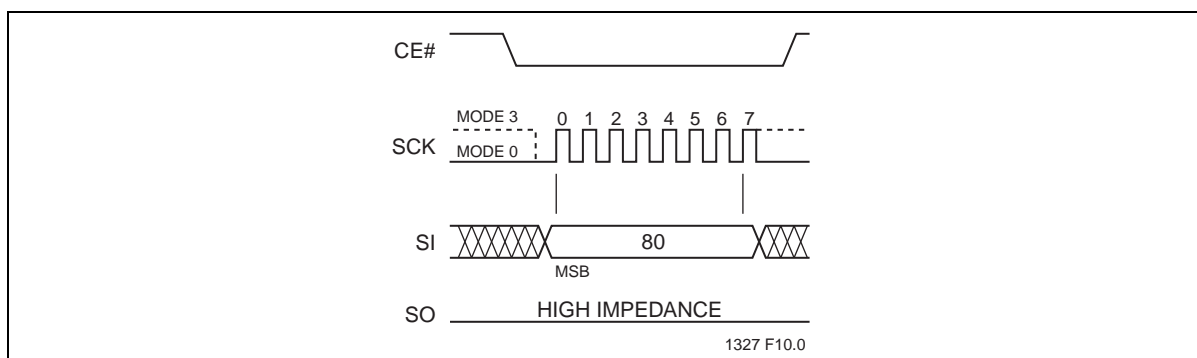 CE#
MODE 3 0 1 2 3 4 5 6 7
SCK MODE 0
SI 80
MSB
SO HIGH IMPEDANCE
1327 F10.0